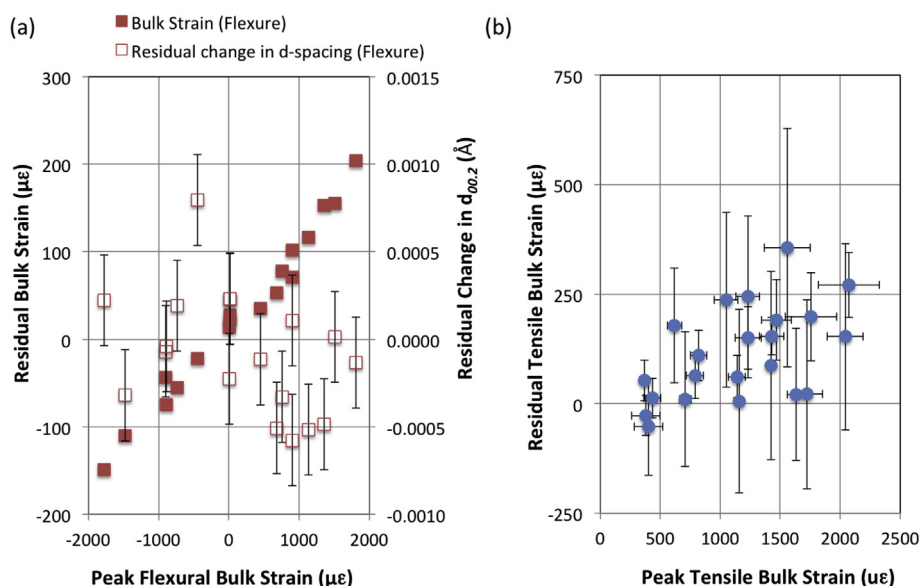 (a)
Bulk Strain (Flexure)
Residual change in d-spacing (Flexure)
300
200
100
0
-100
-200
Residual Bulk Strain (με)
0.0015
0.0010
0.0005
0.0000
-0.0005
-0.0010
Residual Change in d00.2 (Å)
-2000 -1000 0 1000 2000
Peak Flexural Bulk Strain (με)
(b)
750
500
250
0
-250
Residual Tensile Bulk Strain (με)
0 500 1000 1500 2000 2500
Peak Tensile Bulk Strain (uε)